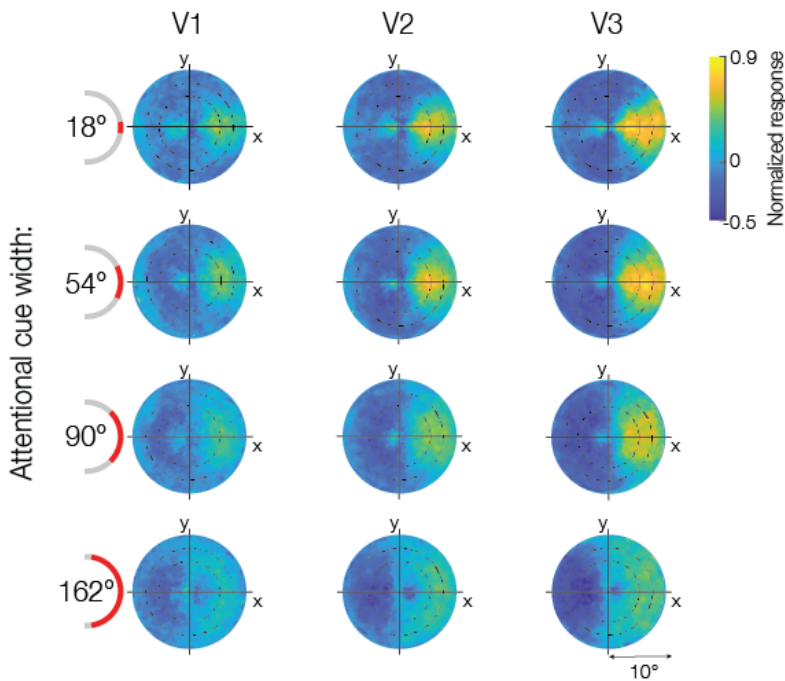 V1 V2 V3
y y y
0.9
18° x x x
0
-0.5
Normalized response
Attentional cue width:
y y y
54° x x x
y y y
90° x x x
y y y
162° x x x
10°